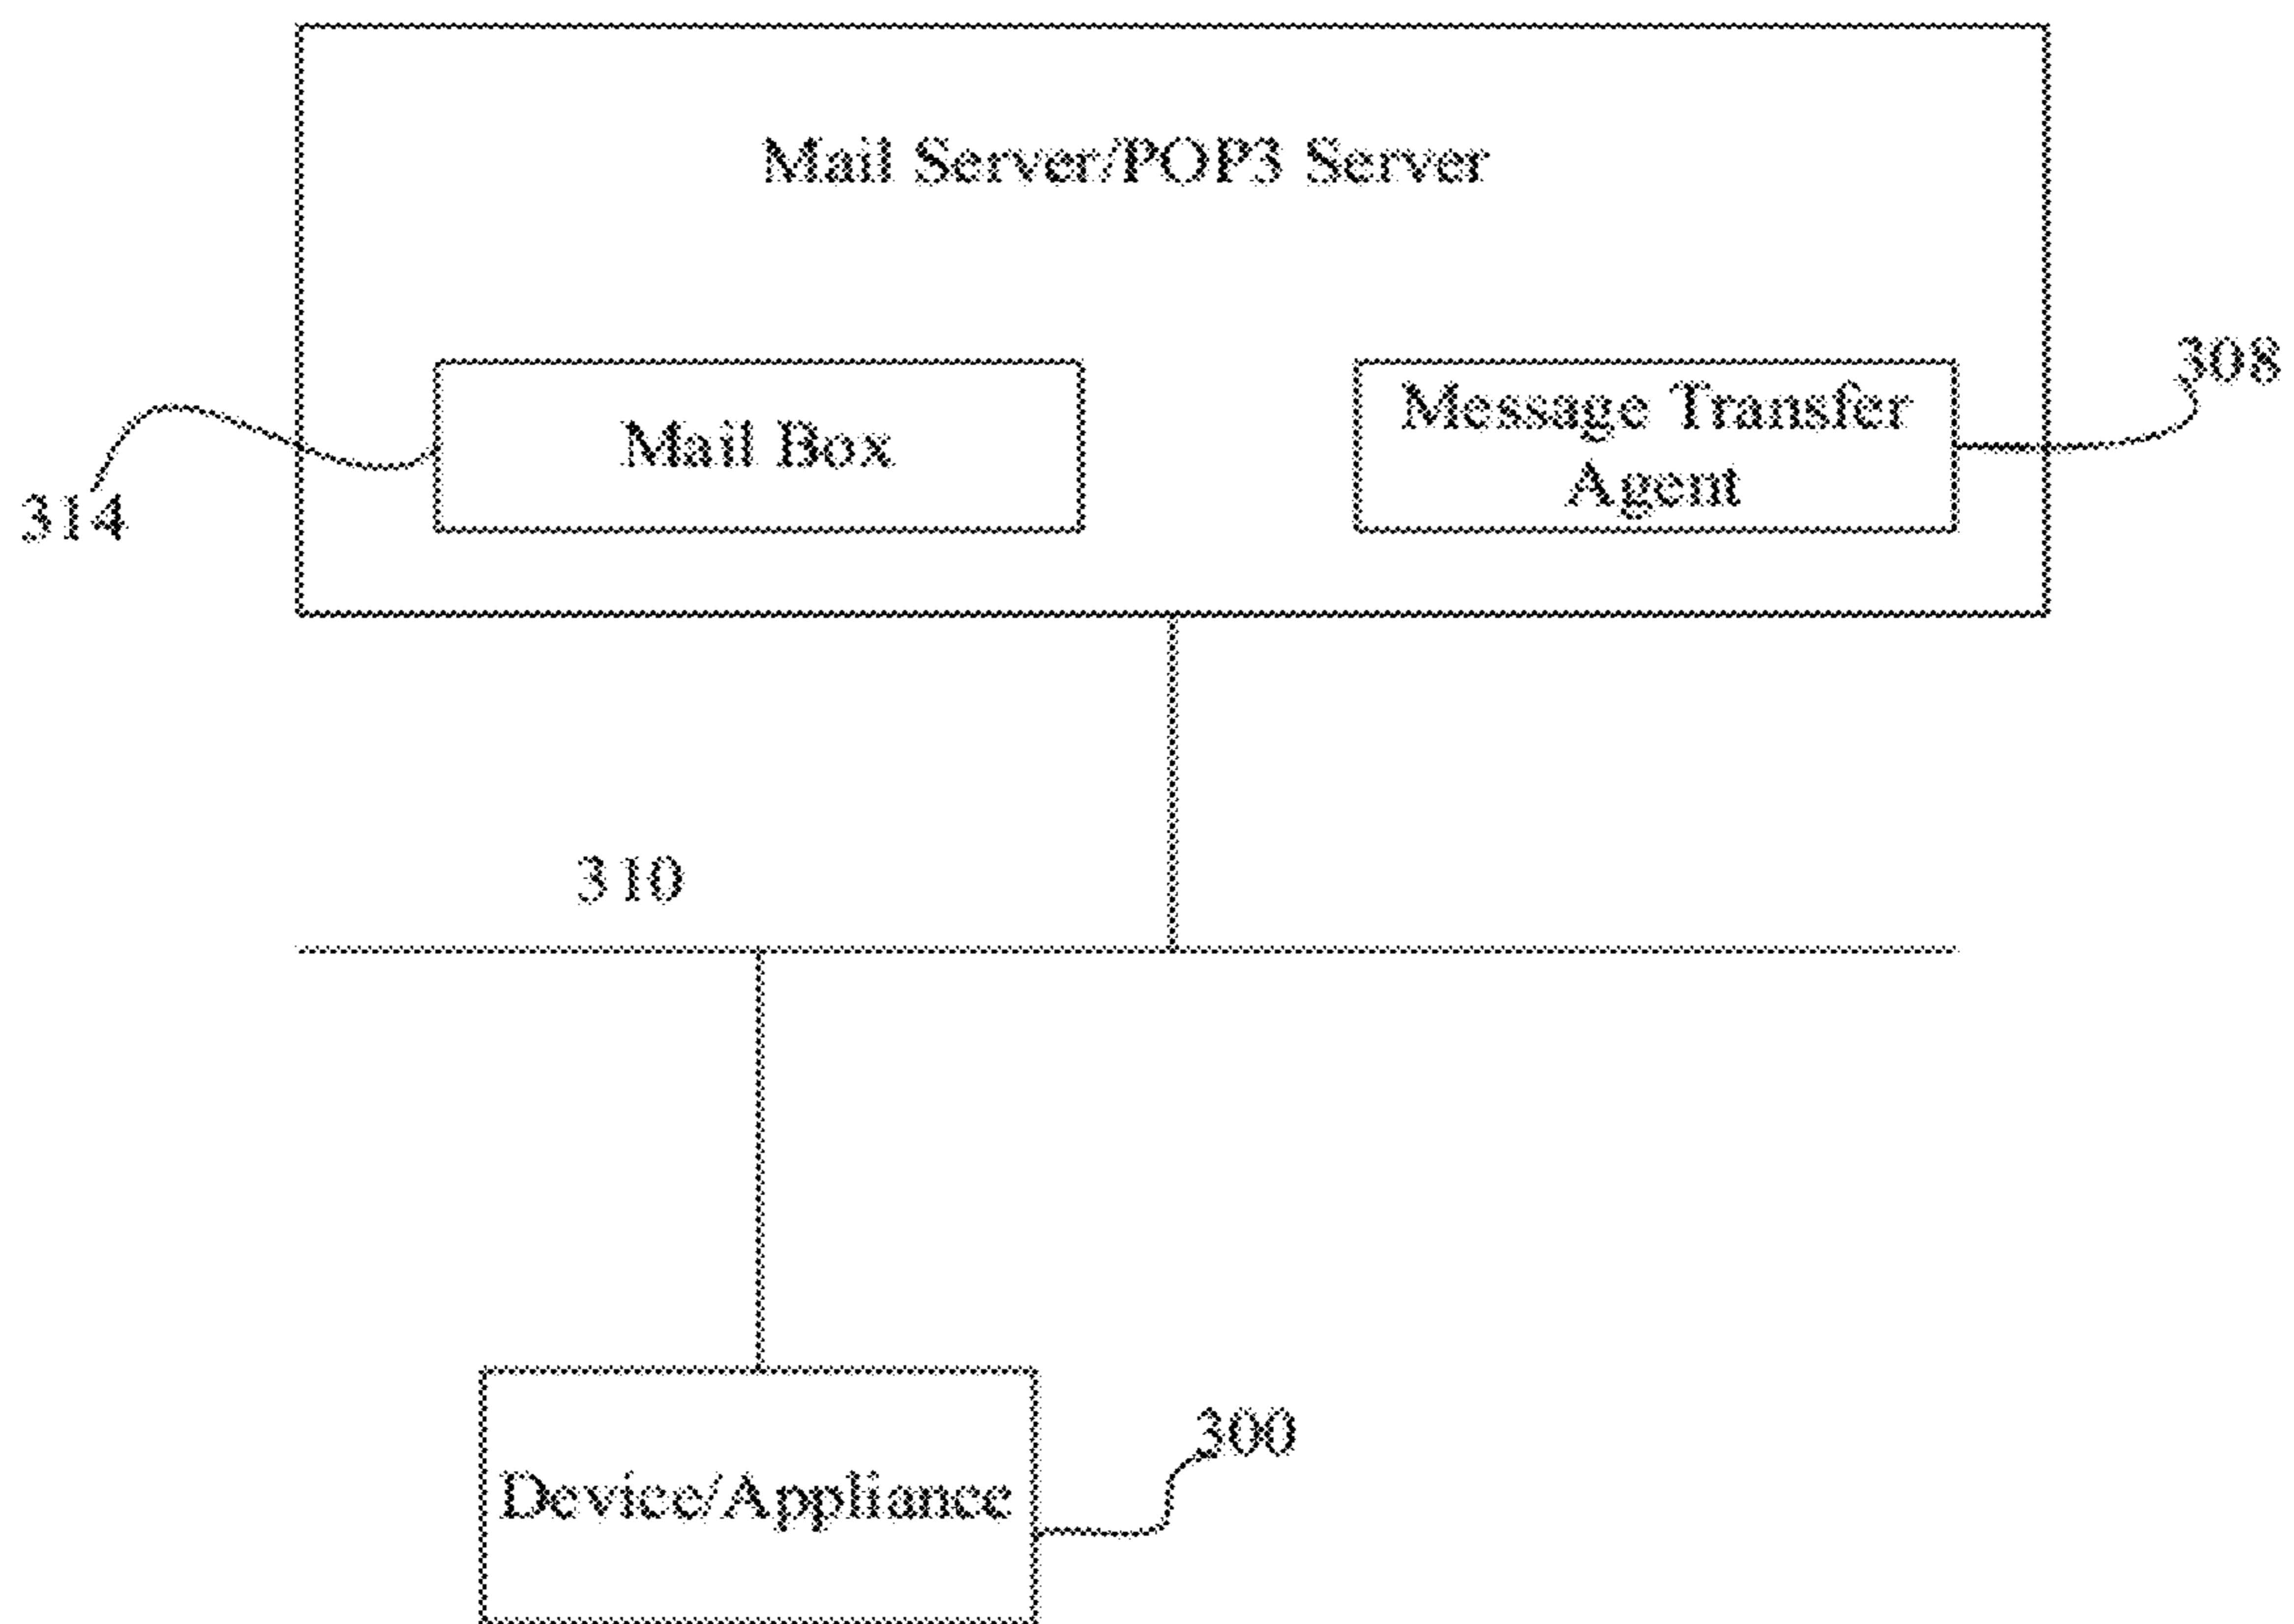 Mail Server/POP3 Server
308
Message Transfer
Agent
Mail Box
314
310
300
Device/Appliance